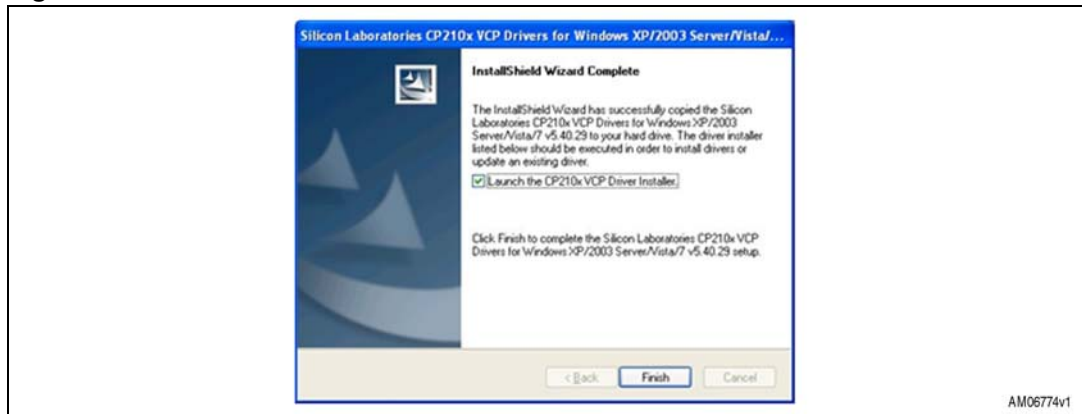 Silicon Laboratories CP210x VCP Drivers for Windows XP/2003 Server/Vista/...
InstallShield Wizard Complete
The InstallShield Wizard has successfully copied the Silicon
Laboratories CP210x VCP Drivers for Windows XP/2003
Server/Vista/7 v5.40.29 to your hard drive. The driver installer
listed below should be executed in order to install drivers or
update an existing driver.
Launch the CP210x VCP Driver Installer.
Click Finish to complete the Silicon Laboratories CP210x VCP
Drivers for Windows XP/2003 Server/Vista/7 v5.40.29 setup.
< Back Finish Cancel
AM06774v1